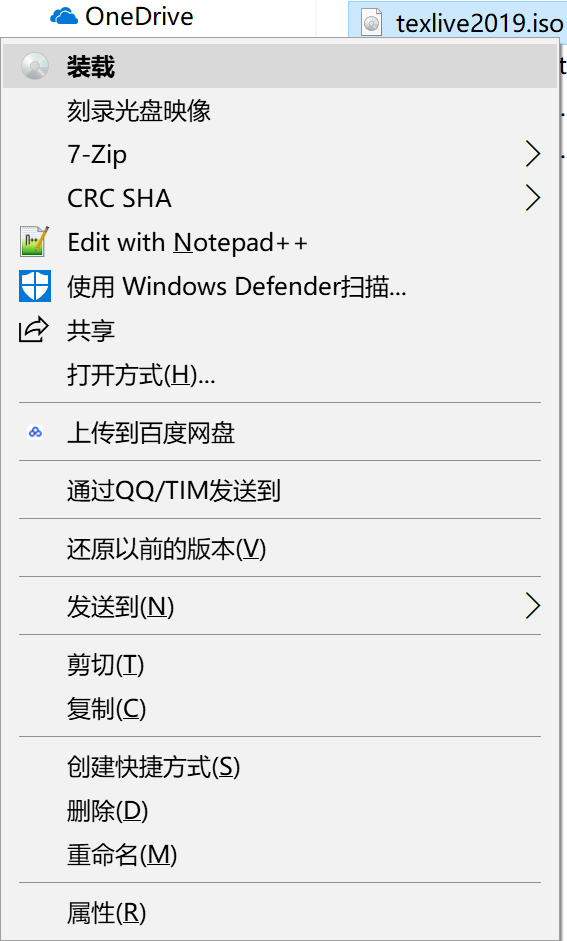 OneDrive
texlive2019.iso
装载
刻录光盘映像
7-Zip
CRC SHA
Edit with Notepad++
使用 Windows Defender扫描...
共享
打开方式(H)...
上传到百度网盘
通过QQ/TIM发送到
还原以前的版本(V)
发送到(N)
剪切(T)
复制(C)
创建快捷方式(S)
删除(D)
重命名(M)
属性(R)